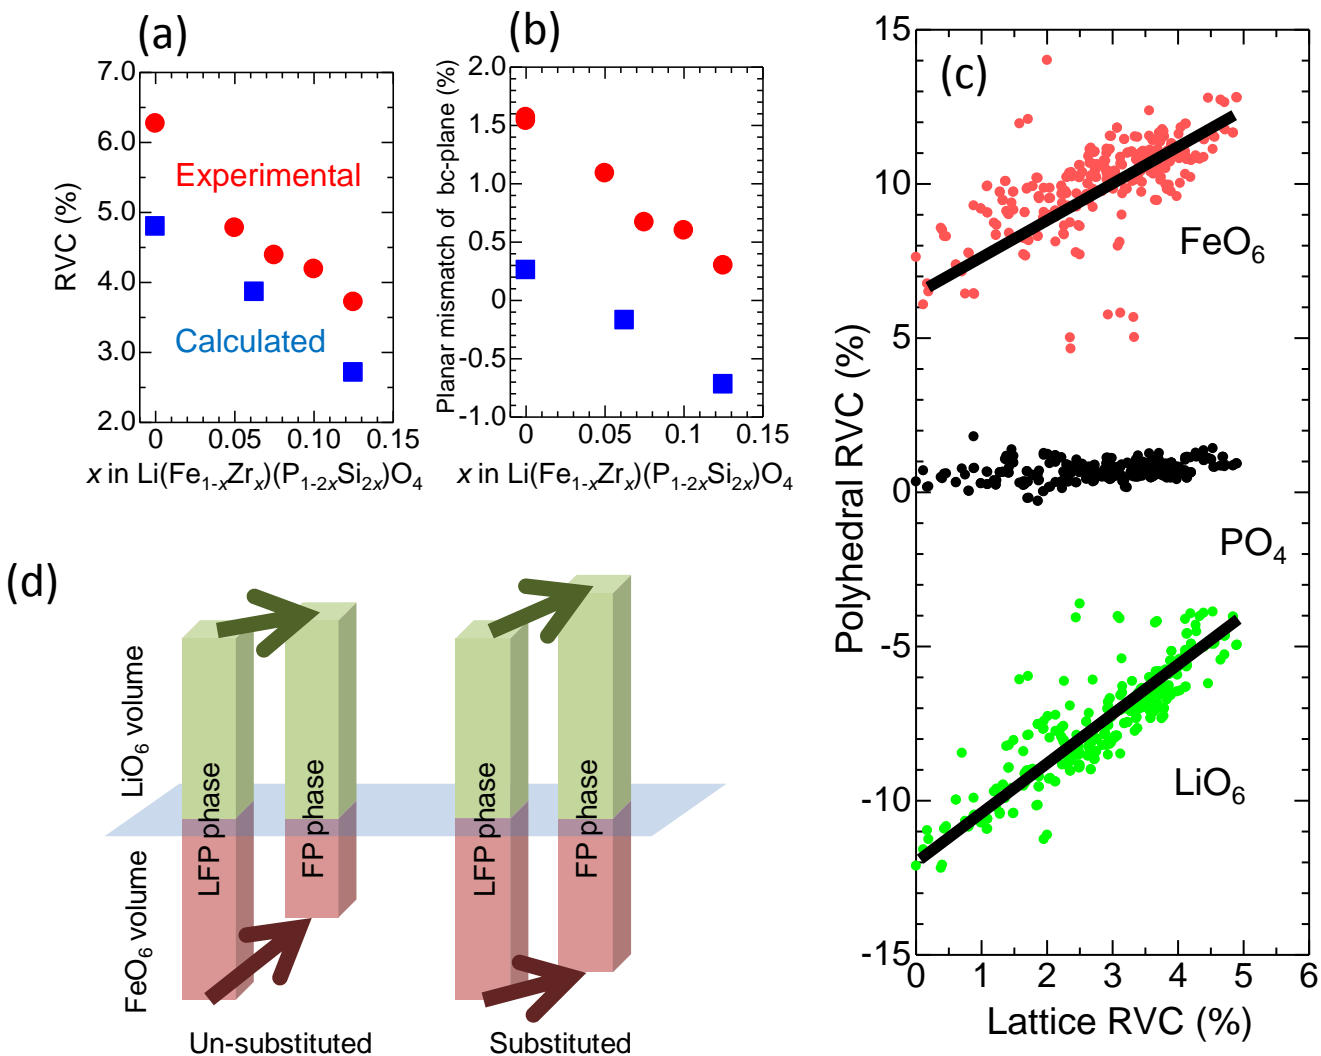 (a)
7.0
6.0
5.0
4.0
3.0
2.0
RVC (%)
Experimental
Calculated
0 0.05 0.10 0.15
x in Li(Fe1-xZrx)(P1-2xSi2x)O4
(b)
2.0
1.5
1.0
0.5
0
-0.5
-1.0
Planar mismatch of bc-plane (%)
0 0.05 0.10 0.15
x in Li(Fe1-xZrx)(P1-2xSi2x)O4
(c)
15
10
5
0
-5
-10
-15
Polyhedral RVC (%)
FeO6
PO4
LiO6
0 1 2 3 4 5 6
Lattice RVC (%)
(d)
LiO6 volume
FeO6 volume
LFP phase
FP phase
LFP phase
FP phase
Un-substituted
Substituted